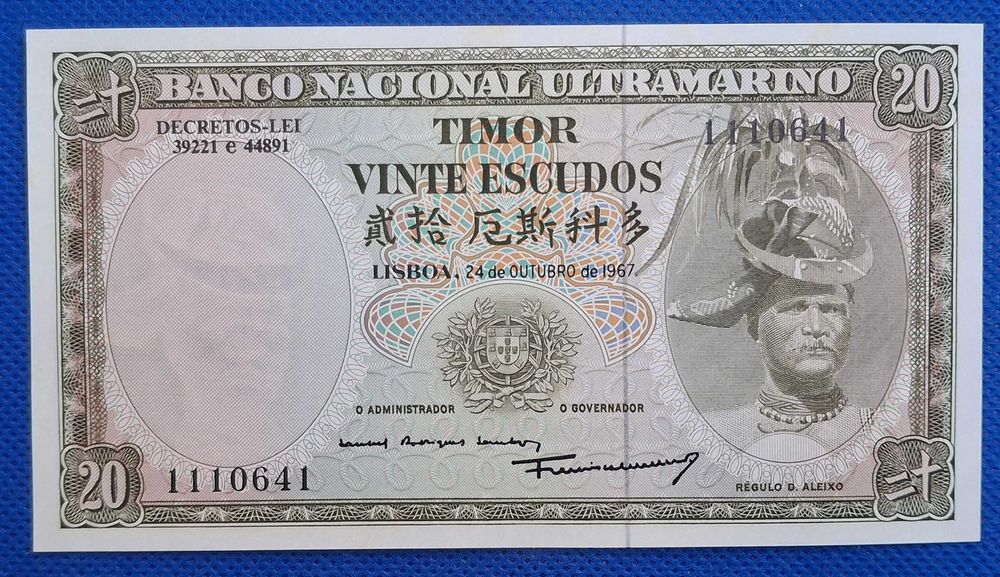 二十 BANCO NACIONAL ULTRAMARINO 20
DECRETOS-LEI
39221 e 44891
TIMOR
1110641
VINTE ESCUDOS
貳拾 厄斯科多
LISBOA, 24 de OUTUBRO de 1967
O ADMINISTRADOR O GOVERNADOR
20 1110641
RÉGULO D. ALEIXO
二十